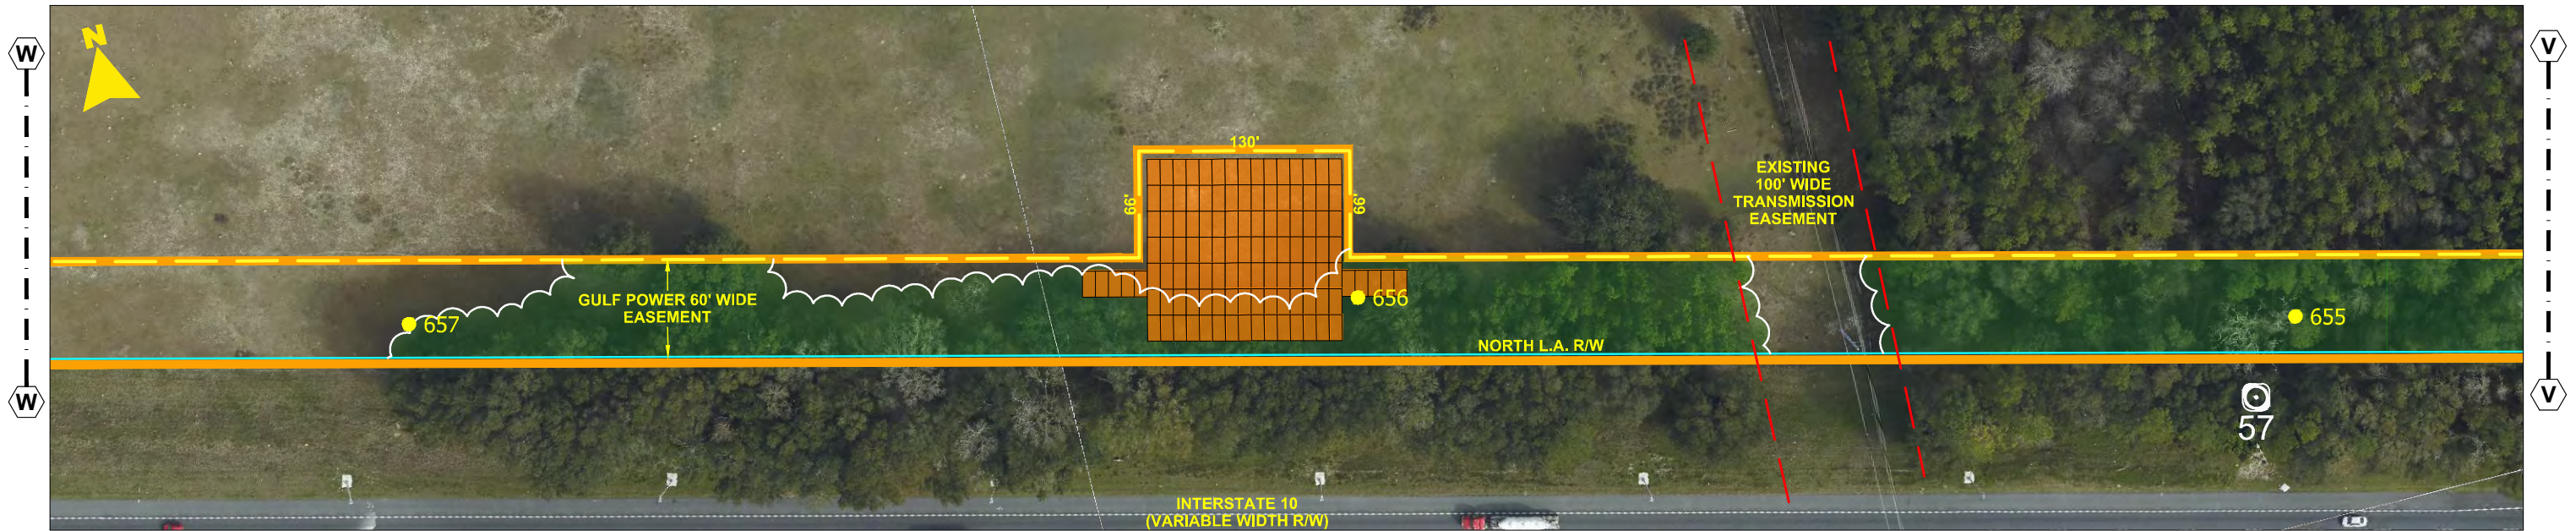 N
W
V
130'
66'
66'
EXISTING
100' WIDE
TRANSMISSION
EASEMENT
GULF POWER 60' WIDE
EASEMENT
657
656
655
NORTH L.A. R/W
W
V
57
INTERSTATE 10
(VARIABLE WIDTH R/W)